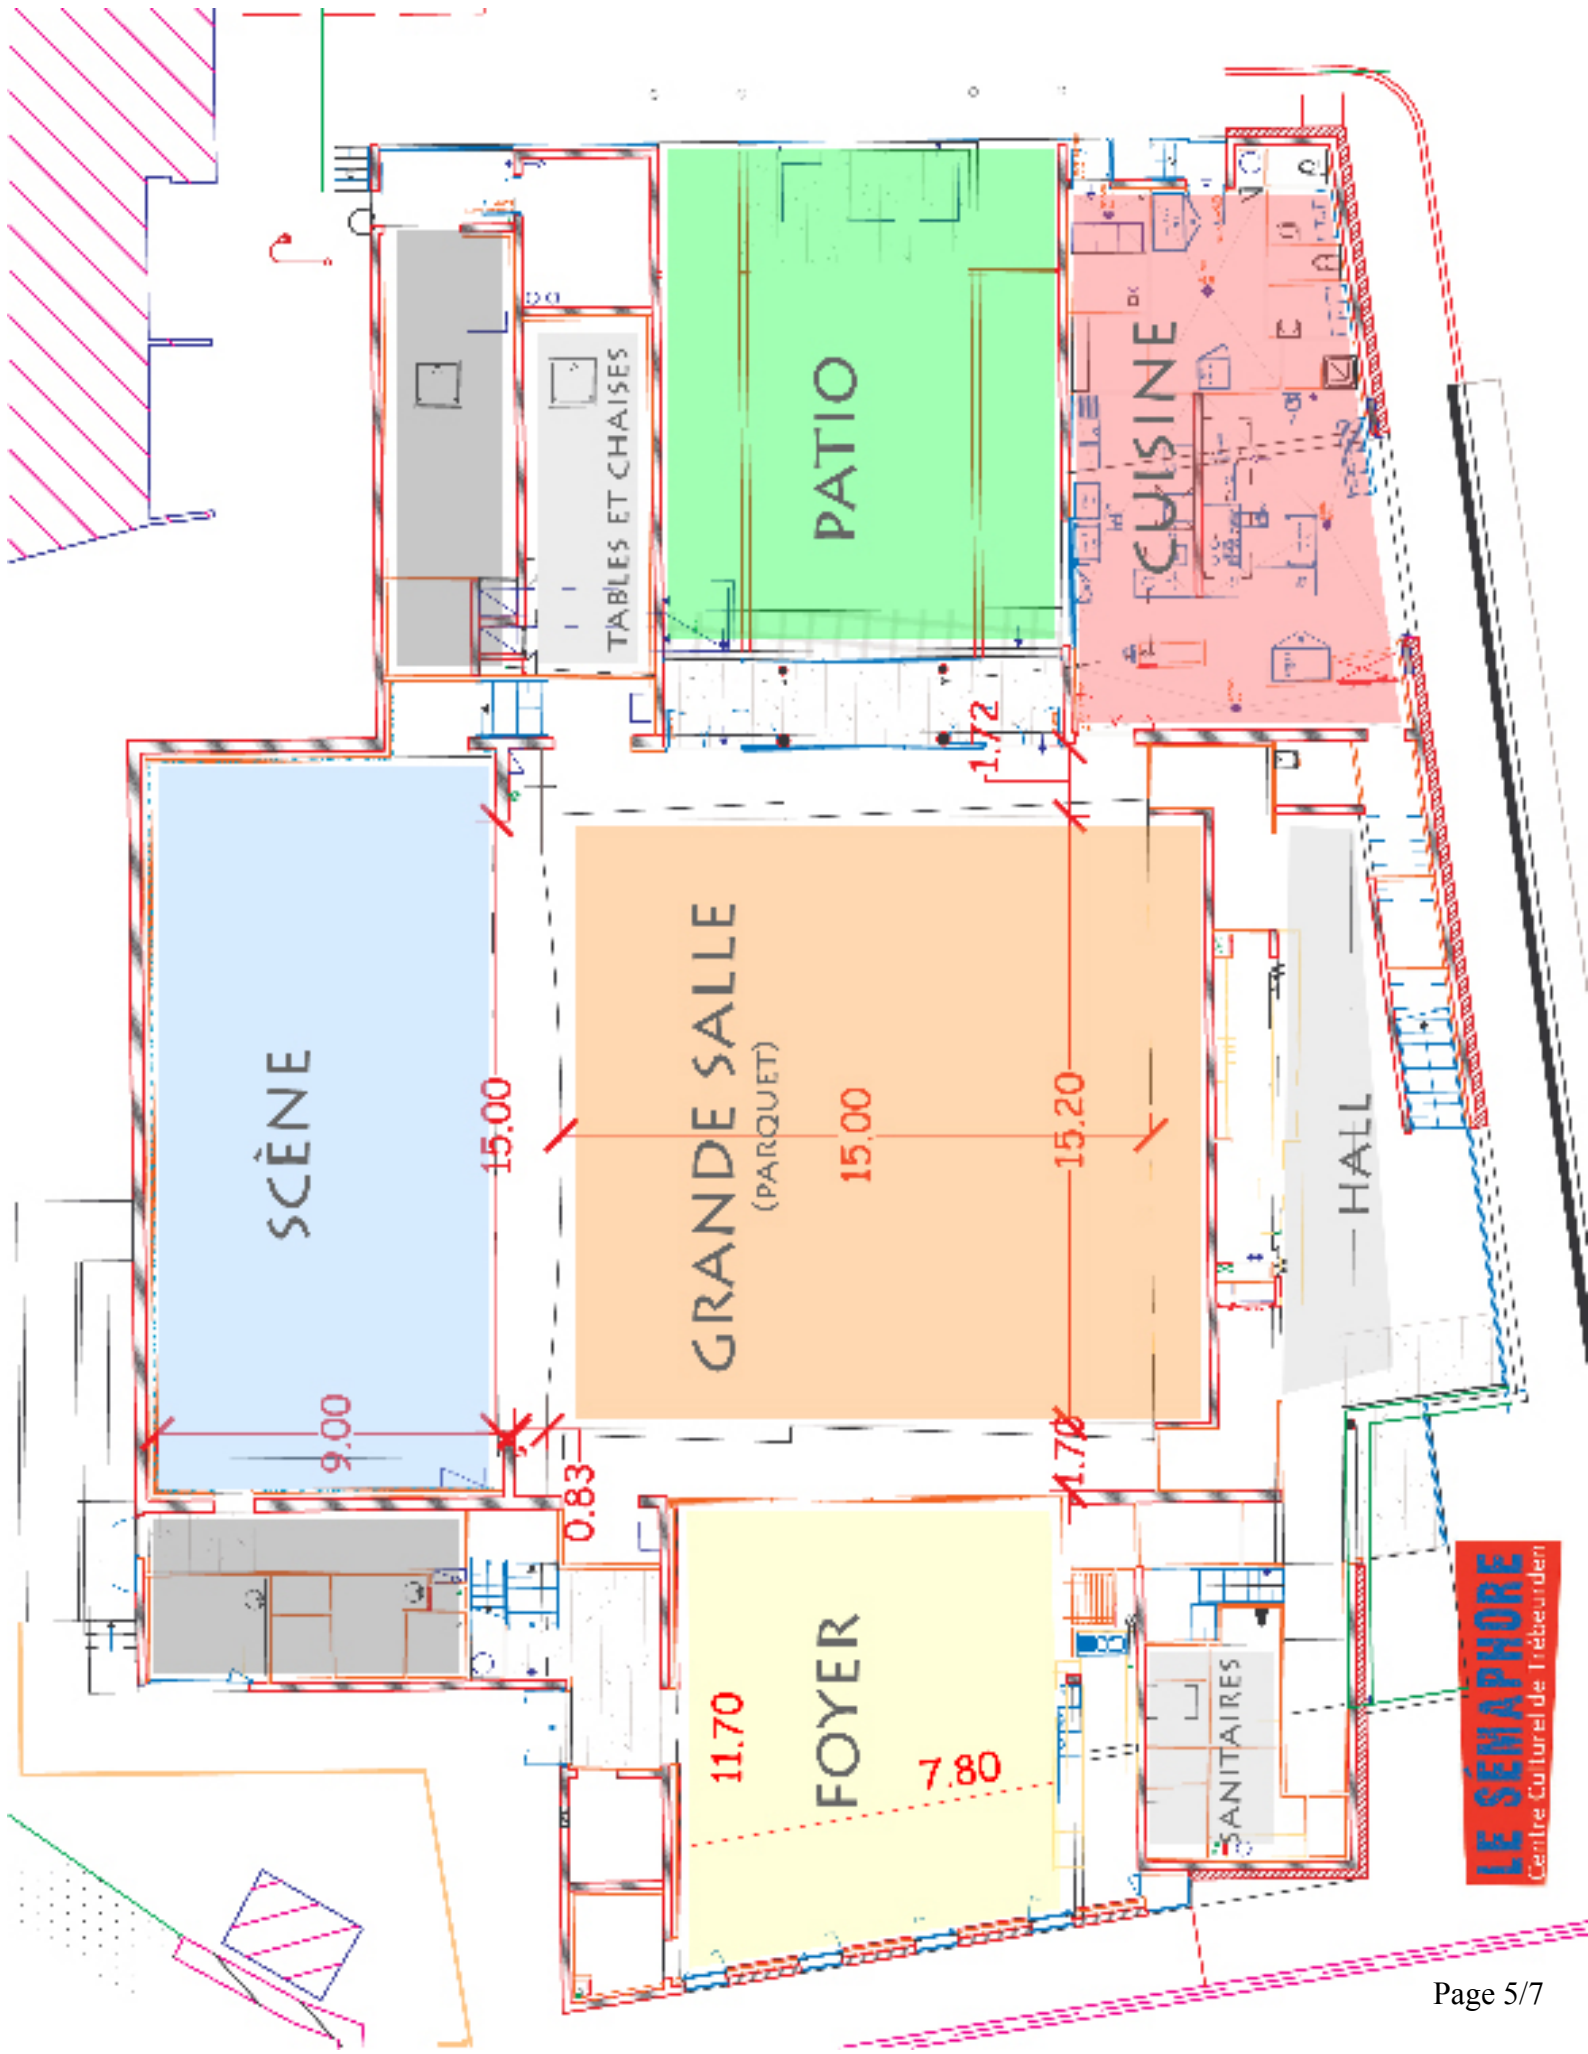 TABLES ET CHAISES
PATIO
CUISINE
1.72
SCÈNE
GRANDE SALLE
(PARQUET)
15.00
15.00
15.20
HALL
9.00
0.83
1.70
FOYER
11.70
7.80
SANITAIRES
LE SÉMAPHORE
Centre Culturel de Trébeurden
Page 5/7